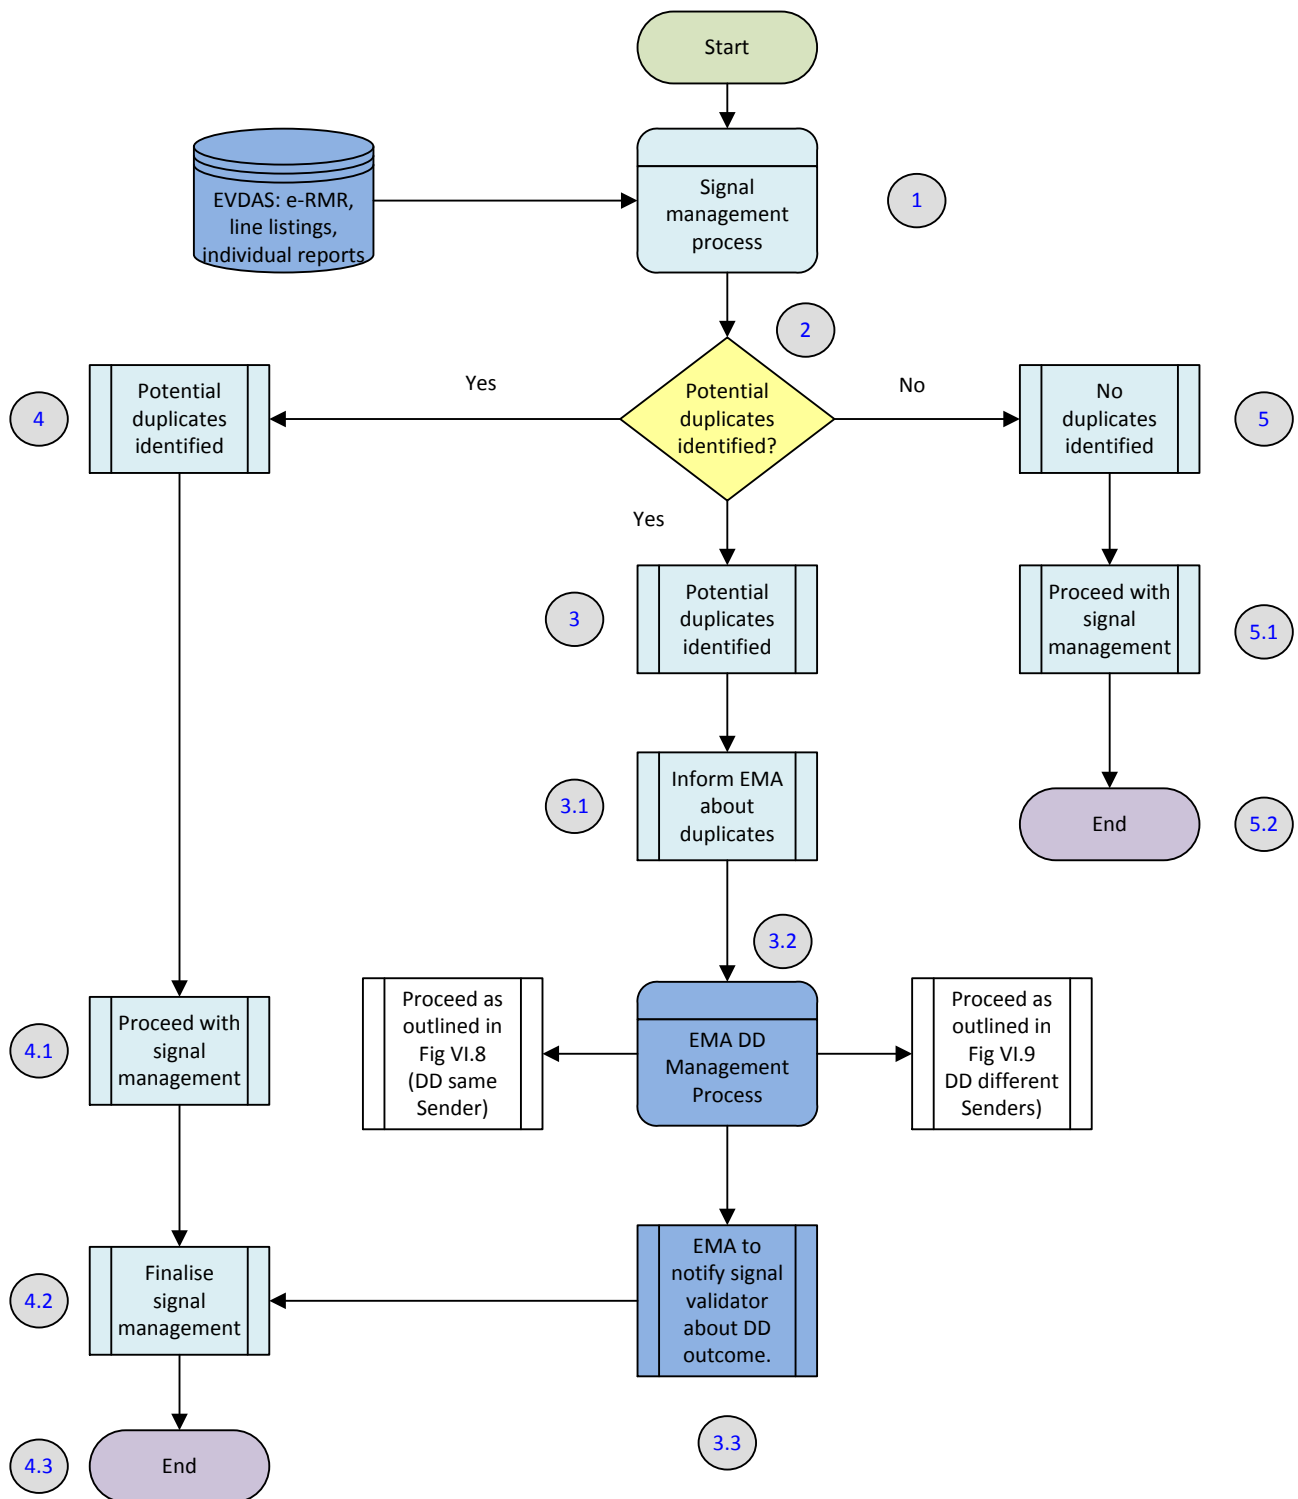 Start
EVDAS: e-RMR,
line listings,
individual reports
Signal
management
process
1
2
Potential
duplicates
identified?
Yes
No
Yes
4
Potential
duplicates
identified
No
duplicates
identified
5
3
Potential
duplicates
identified
Proceed with
signal
management
5.1
3.1
Inform EMA
about
duplicates
End
5.2
3.2
4.1
Proceed with
signal
management
Proceed as
outlined in
Fig VI.8
(DD same
Sender)
EMA DD
Management
Process
Proceed as
outlined in
Fig VI.9
DD different
Senders)
4.2
Finalise
signal
management
EMA to
notify signal
validator
about DD
outcome.
3.3
4.3
End